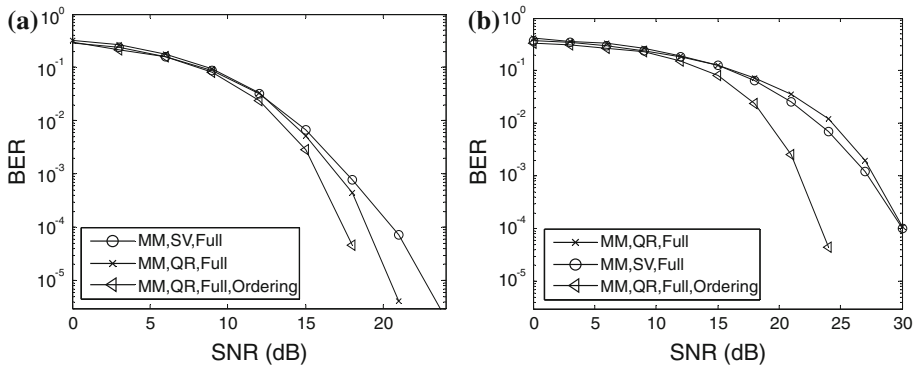 (a)
BER
10^0
10^-1
10^-2
10^-3
10^-4
10^-5
MM,SV,Full
MM,QR,Full
MM,QR,Full,Ordering
0 5 10 15 20
SNR (dB)
(b)
BER
10^0
10^-1
10^-2
10^-3
10^-4
10^-5
MM,QR,Full
MM,SV,Full
MM,QR,Full,Ordering
0 5 10 15 20 25 30
SNR (dB)